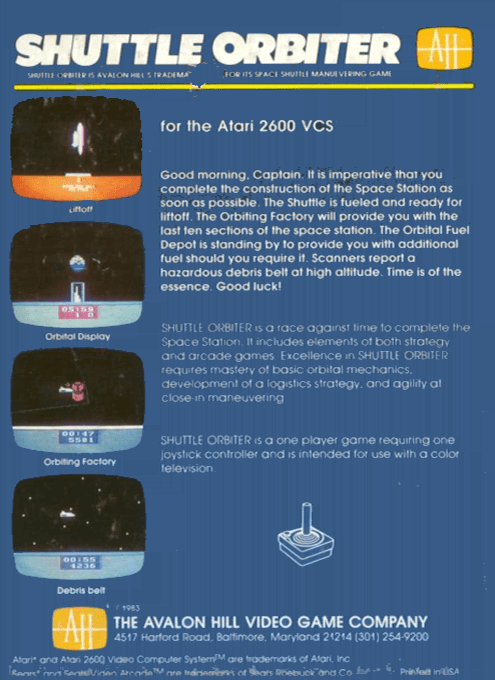 SHUTTLE ORBITER
AH
SHUTTLE ORBITER IS AVALON HILL'S TRADEMA FOR ITS SPACE SHUTTLE MANUEVERING GAME
for the Atari 2600 VCS
Good morning, Captain. It is imperative that you
complete the construction of the Space Station as
soon as possible. The Shuttle is fueled and ready for
liftoff. The Orbiting Factory will provide you with the
last ten sections of the space station. The Orbital Fuel
Depot is standing by to provide you with additional
fuel should you require it. Scanners report a
hazardous debris belt at high altitude. Time is of the
essence. Good luck!
Liftoff
05:59
1 0
Orbital Display
SHUTTLE ORBITER is a race against time to complete the
Space Station. It includes elements of both strategy
and arcade games. Excellence in SHUTTLE ORBITER
requires mastery of basic orbital mechanics,
development of a logistics strategy, and agility at
close-in maneuvering
00:47
5581
Orbiting Factory
SHUTTLE ORBITER is a one player game requiring one
joystick controller and is intended for use with a color
television.
00:55
4236
Debris belt
1983
AH
THE AVALON HILL VIDEO GAME COMPANY
4517 Harford Road, Baltimore, Maryland 21214 (301) 254-9200
Atari® and Atari 2600 Video Computer System™ are trademarks of Atari, Inc
Sears® and Sears Video Arcade™ are trademarks of Sears Roebuck and Co
Printed in USA